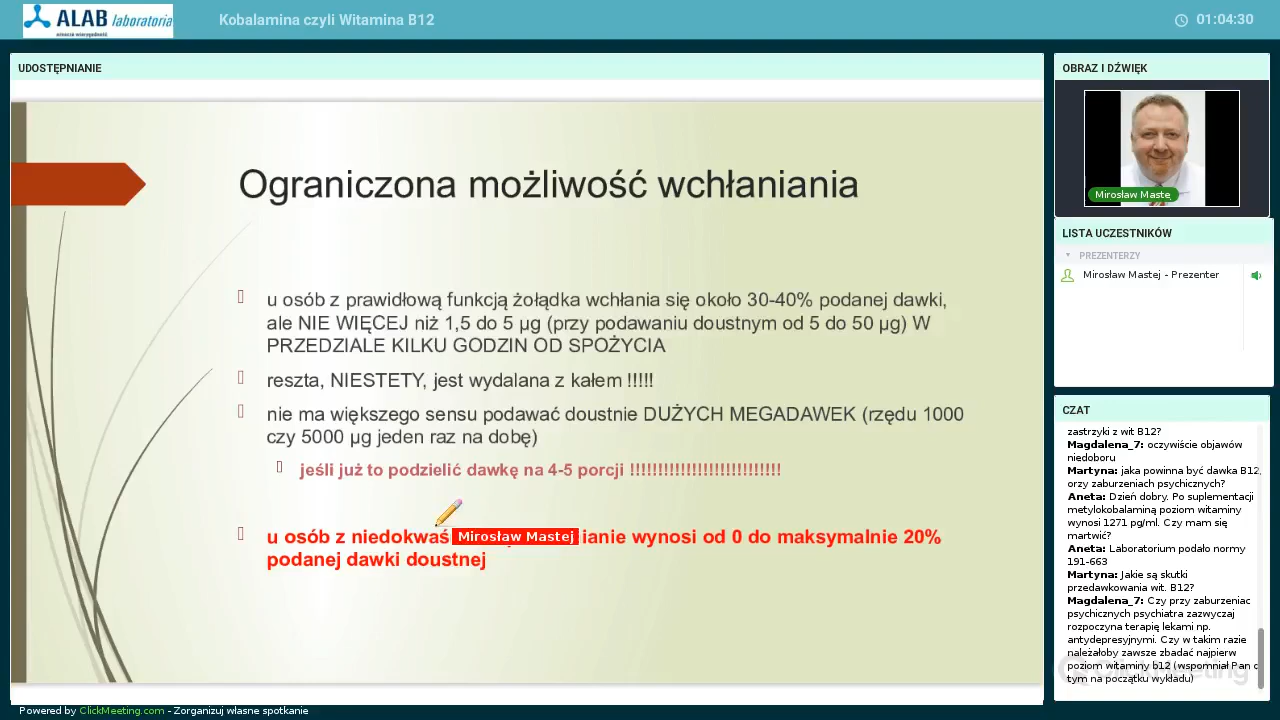 ALAB laboratoria
Kobalamina czyli Witamina B12
01:04:30
UDOSTĘPNIANIE
Ograniczona możliwość wchłaniania
u osób z prawidłową funkcją żołądka wchłania się około 30-40% podanej dawki,
ale NIE WIĘCEJ niż 1,5 do 5 µg (przy podawaniu doustnym od 5 do 50 µg) W
PRZEDZIALE KILKU GODZIN OD SPOŻYCIA
reszta, NIESTETY, jest wydalana z kałem !!!!!
nie ma większego sensu podawać doustnie DUŻYCH MEGADAWEK (rzędu 1000
czy 5000 µg jeden raz na dobę)
jeśli już to podzielić dawkę na 4-5 porcji !!!!!!!!!!!!!!!!!!!!!!!!!!!
u osób z niedokwaś Mirosław Mastej ianie wynosi od 0 do maksymalnie 20%
podanej dawki doustnej
OBRAZ I DŹWIĘK
Mirosław Maste
LISTA UCZESTNIKÓW
PREZENTERZY
Mirosław Mastej - Prezenter
CZAT
zastrzyki z wit B12?
Magdalena_7: oczywiście objawów
niedoboru
Martyna: jaka powinna być dawka B12,
przy zaburzeniach psychicznych?
Aneta: Dzień dobry. Po suplementacji
metylokobalaminą poziom witaminy
wynosi 1271 pg/ml. Czy mam się
martwić?
Aneta: Laboratorium podało normy
191-663
Martyna: Jakie są skutki
przedawkowania wit. B12?
Magdalena_7: Czy przy zaburzeniac
psychicznych psychiatra zazwyczaj
rozpoczyna terapię lekami np.
antydepresyjnymi. Czy w takim razie
należałoby zawsze zbadać najpierw
poziom witaminy b12 (wspomniał Pan o
tym na początku wykładu)
ClickMeeting
Powered by ClickMeeting.com - Zorganizuj własne spotkanie